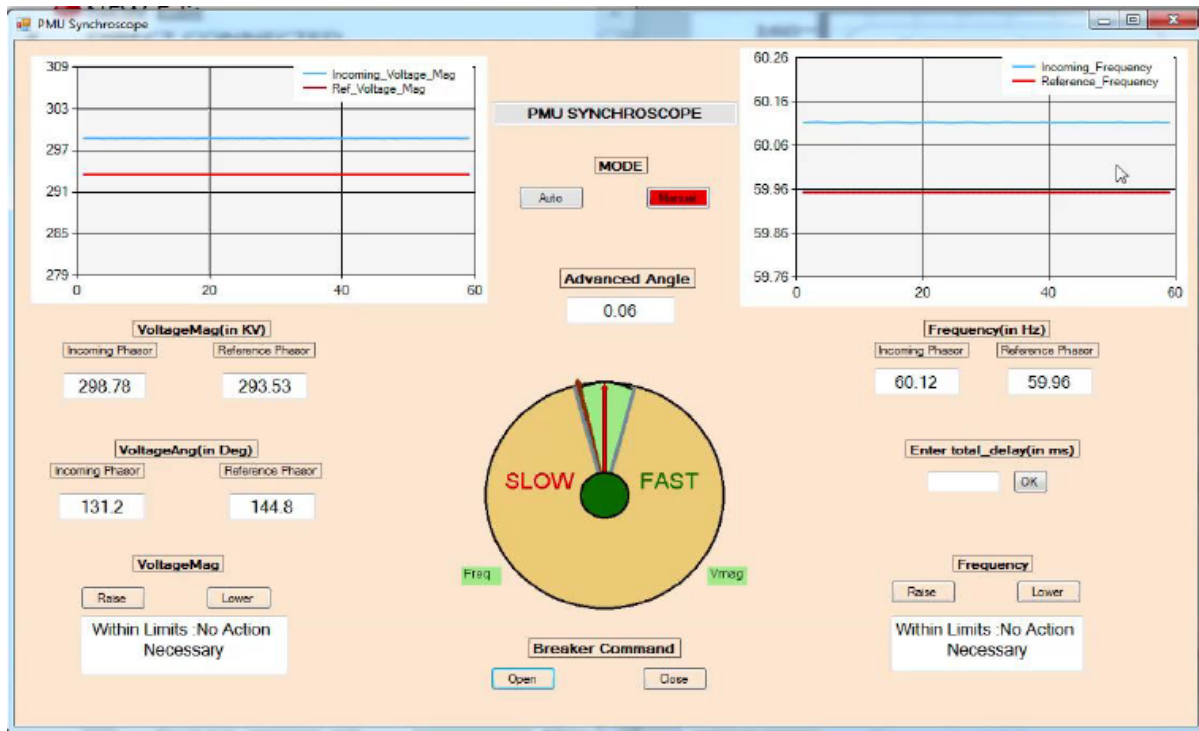 PMU Synchroscope
309
303
297
291
285
279
0
20
40
60
Incoming_Voltage_Mag
Ref_Voltage_Mag
PMU SYNCHROSCOPE
MODE
Auto
Manual
Advanced Angle
0.06
60.26
60.16
60.06
59.96
59.86
59.76
0
20
40
60
Incoming_Frequency
Reference_Frequency
VoltageMag(in KV)
Incoming Phasor
Reference Phasor
298.78
293.53
VoltageAng(in Deg)
Incoming Phasor
Reference Phasor
131.2
144.8
VoltageMag
Raise
Lower
Within Limits :No Action
Necessary
SLOW
FAST
Freq
Vmag
Breaker Command
Open
Close
Frequency(in Hz)
Incoming Phasor
Reference Phasor
60.12
59.96
Enter total_delay(in ms)
OK
Frequency
Raise
Lower
Within Limits :No Action
Necessary